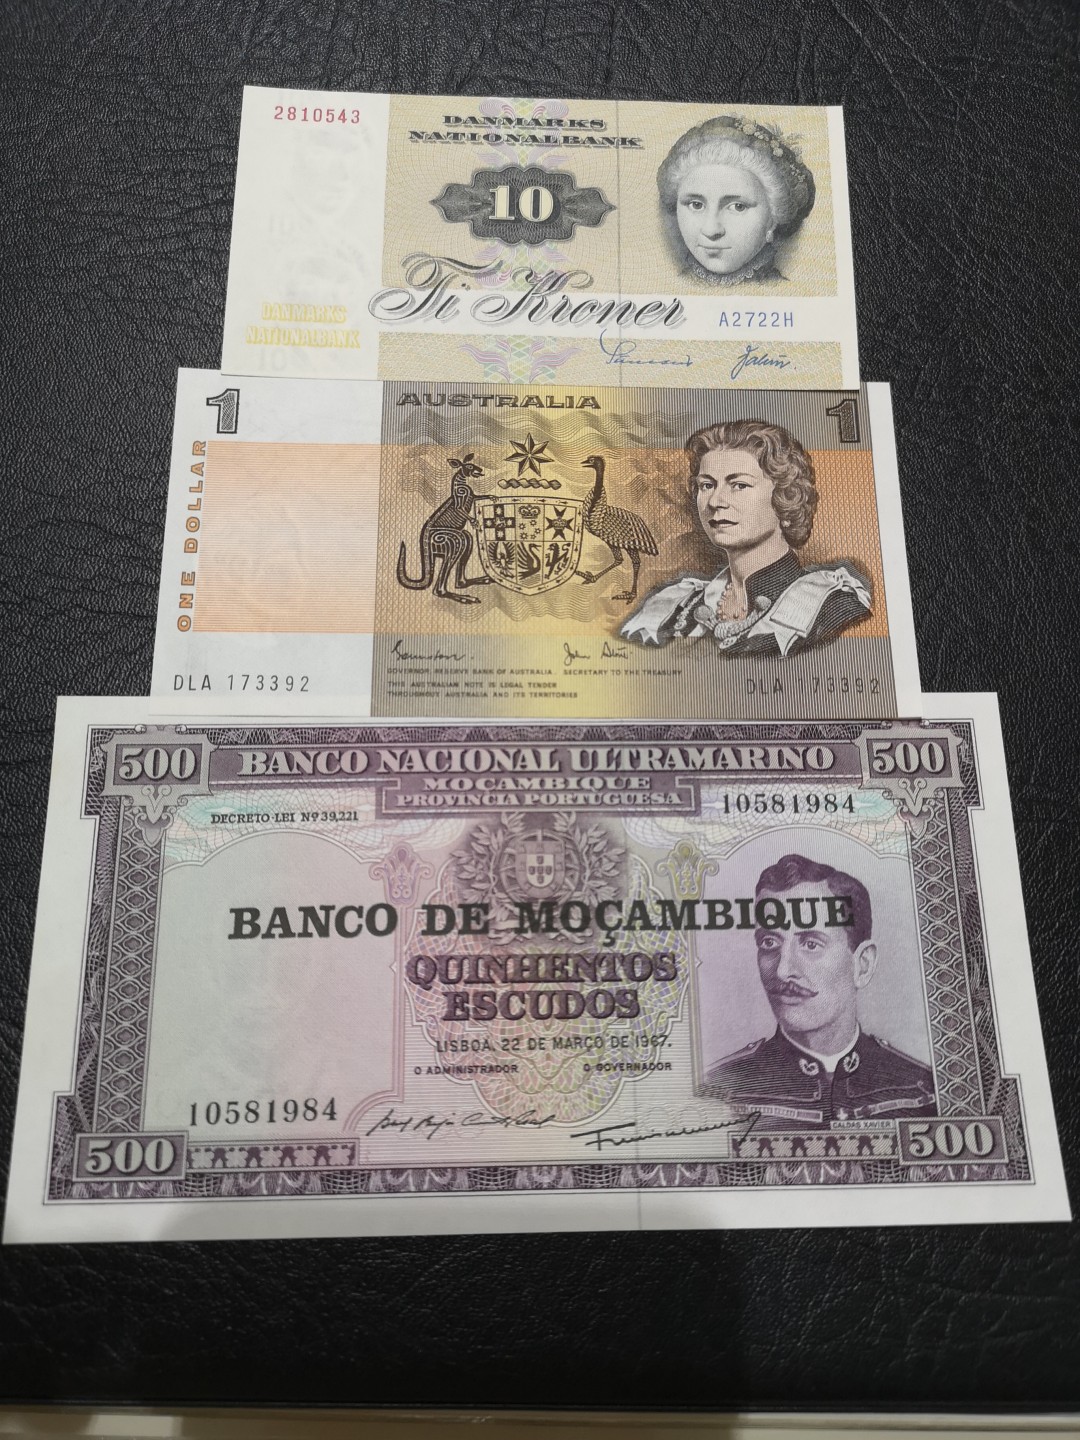 2810543
DANMARKS
NATIONALBANK
10
Ti Kroner
DANMARKS
NATIONALBANK
A2722H
1
AUSTRALIA
1
ONE DOLLAR
GOVERNOR RESERVE BANK OF AUSTRALIA. SECRETARY TO THE TREASURY
THIS AUSTRALIAN NOTE IS LEGAL TENDER
THROUGHOUT AUSTRALIA AND ITS TERRITORIES
DLA 173392
DLA 173392
500
BANCO NACIONAL ULTRAMARINO
500
MOÇAMBIQUE
PROVINCIA PORTUGUESA
DECRETO-LEI Nº 39,221
10581984
BANCO DE MOÇAMBIQUE
QUINHENTOS
ESCUDOS
LISBOA, 22 DE MARÇO DE 1967.
O ADMINISTRADOR
O GOVERNADOR
10581984
CALDAS XAVIER
500
500